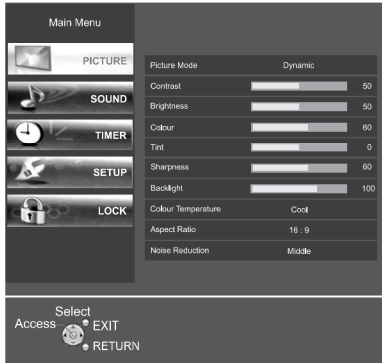 Main Menu
PICTURE
SOUND
TIMER
SETUP
LOCK
Picture Mode Dynamic
Contrast 50
Brightness 50
Colour 60
Tint 0
Sharpness 60
Backlight 100
Colour Temperature Cool
Aspect Ratio 16 : 9
Noise Reduction Middle
Select
Access EXIT
RETURN